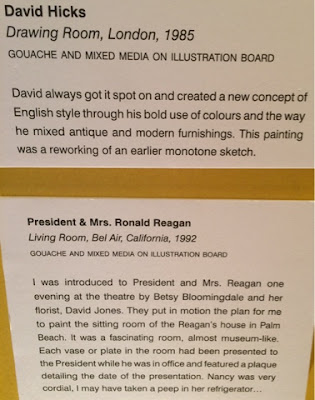 David Hicks
Drawing Room, London, 1985
GOUACHE AND MIXED MEDIA ON ILLUSTRATION BOARD
David always got it spot on and created a new concept of
English style through his bold use of colours and the way
he mixed antique and modern furnishings. This painting
was a reworking of an earlier monotone sketch.
President & Mrs. Ronald Reagan
Living Room, Bel Air, California, 1992
GOUACHE AND MIXED MEDIA ON ILLUSTRATION BOARD
I was introduced to President and Mrs. Reagan one
evening at the theatre by Betsy Bloomingdale and her
florist, David Jones. They put in motion the plan for me
to paint the sitting room of the Reagan's house in Palm
Beach. It was a fascinating room, almost museum-like.
Each vase or plate in the room had been presented to
the President while he was in office and featured a plaque
detailing the date of the presentation. Nancy was very
cordial, I may have taken a peep in her refrigerator…